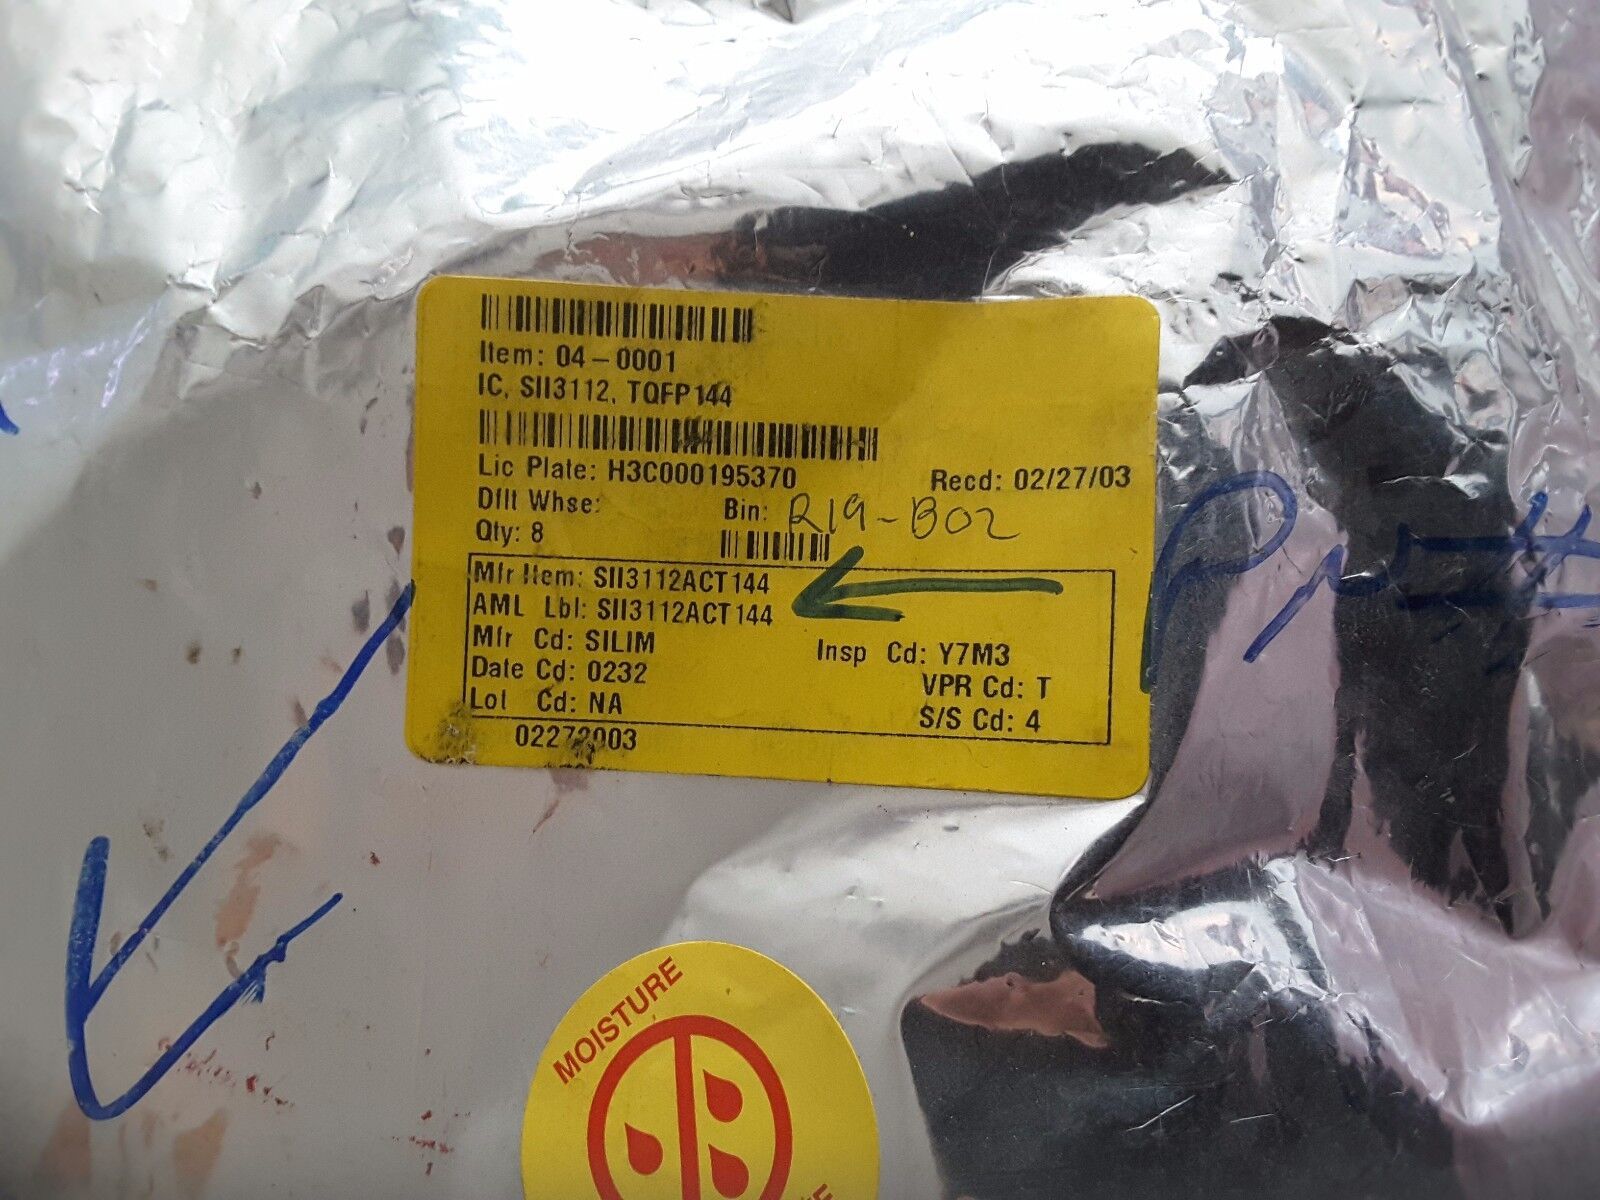 Item: 04-0001
IC, SII3112, TQFP144
Lic Plate: H3C000195370 Recd: 02/27/03
Dflt Whse: Bin: R19-B02
Qty: 8
Mfr Item: SII3112ACT144
AML Lbl: SII3112ACT144
Mfr Cd: SILIM Insp Cd: Y7M3
Date Cd: 0232 VPR Cd: T
Lot Cd: NA S/S Cd: 4
02272003
MOISTURE